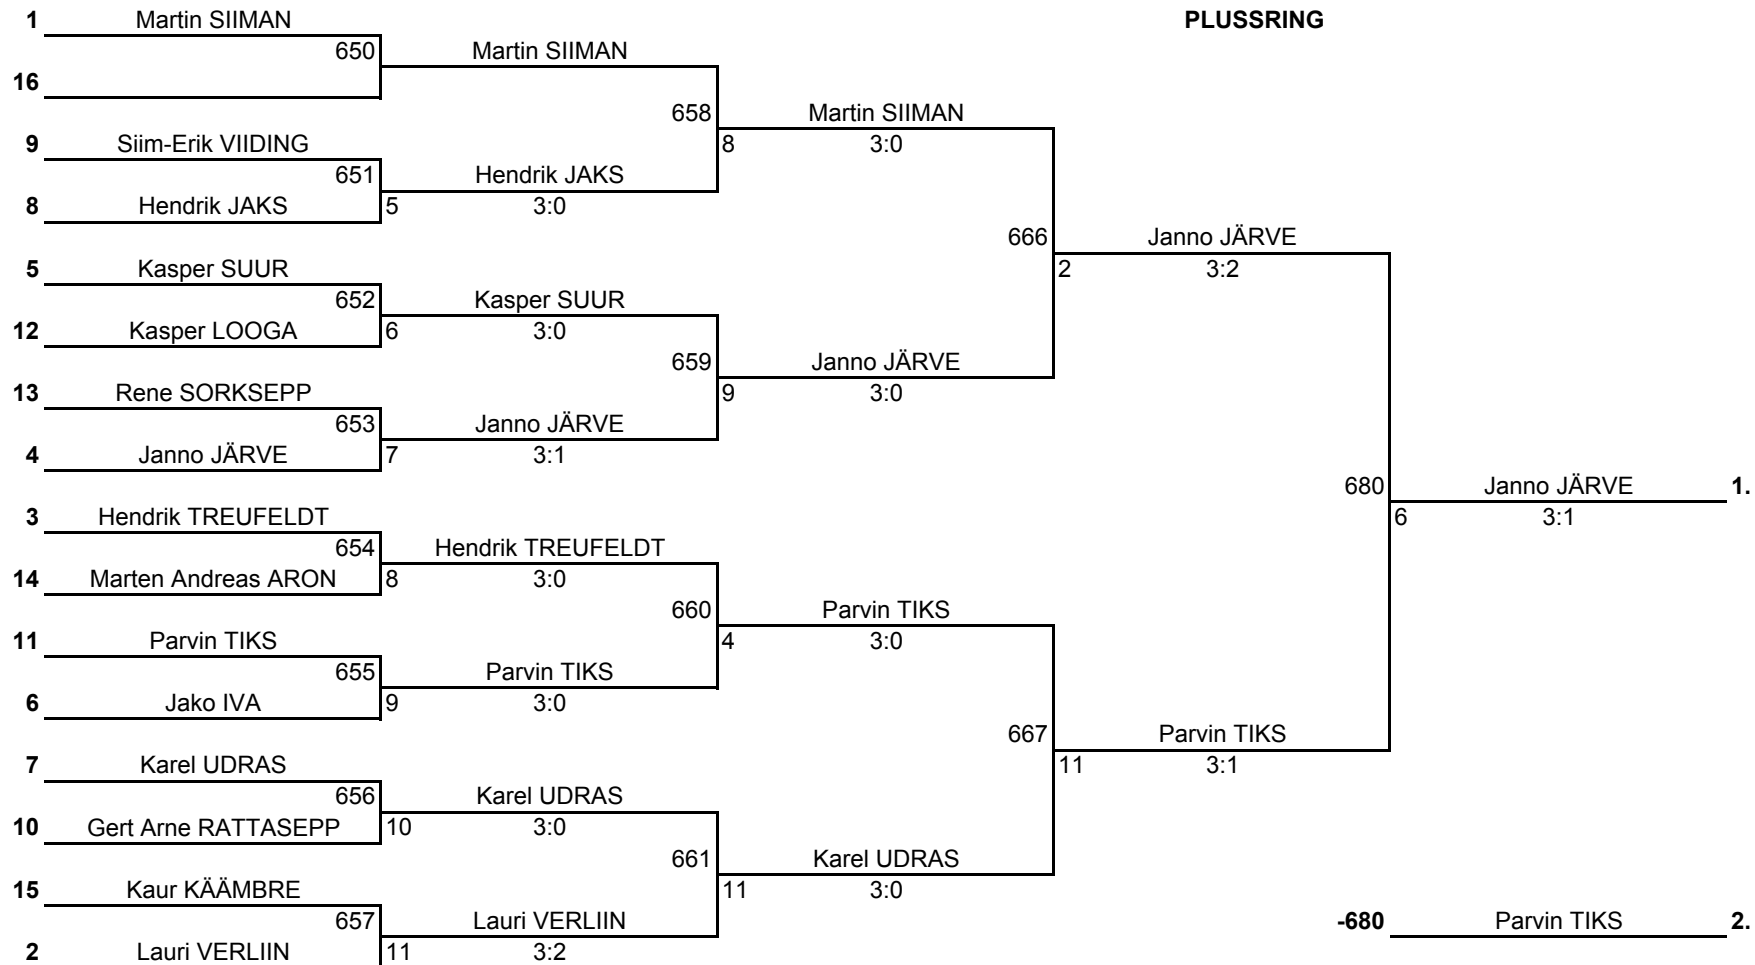 1 Martin SIIMAN PLUSSRING
650 Martin SIIMAN
16
658 Martin SIIMAN
9 Siim-Erik VIIDING 8 3:0
651 Hendrik JAKS
8 Hendrik JAKS 5 3:0
666 Janno JÄRVE
5 Kasper SUUR 2 3:2
652 Kasper SUUR
12 Kasper LOOGA 6 3:0
659 Janno JÄRVE
13 Rene SORKSEPP 9 3:0
653 Janno JÄRVE
4 Janno JÄRVE 7 3:1
680 Janno JÄRVE 1.
3 Hendrik TREUFELDT 6 3:1
654 Hendrik TREUFELDT
14 Marten Andreas ARON 8 3:0
660 Parvin TIKS
11 Parvin TIKS 4 3:0
655 Parvin TIKS
6 Jako IVA 9 3:0
667 Parvin TIKS
7 Karel UDRAS 11 3:1
656 Karel UDRAS
10 Gert Arne RATTASEPP 10 3:0
661 Karel UDRAS
15 Kaur KÄÄMBRE 11 3:0
657 Lauri VERLIIN -680 Parvin TIKS 2.
2 Lauri VERLIIN 11 3:2